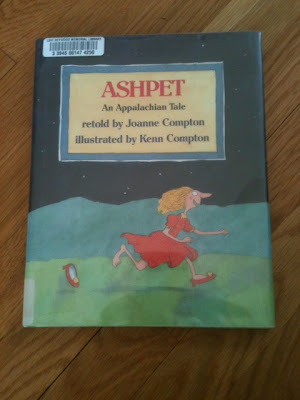 ASHPET
An Appalachian Tale
retold by Joanne Compton
illustrated by Kenn Compton